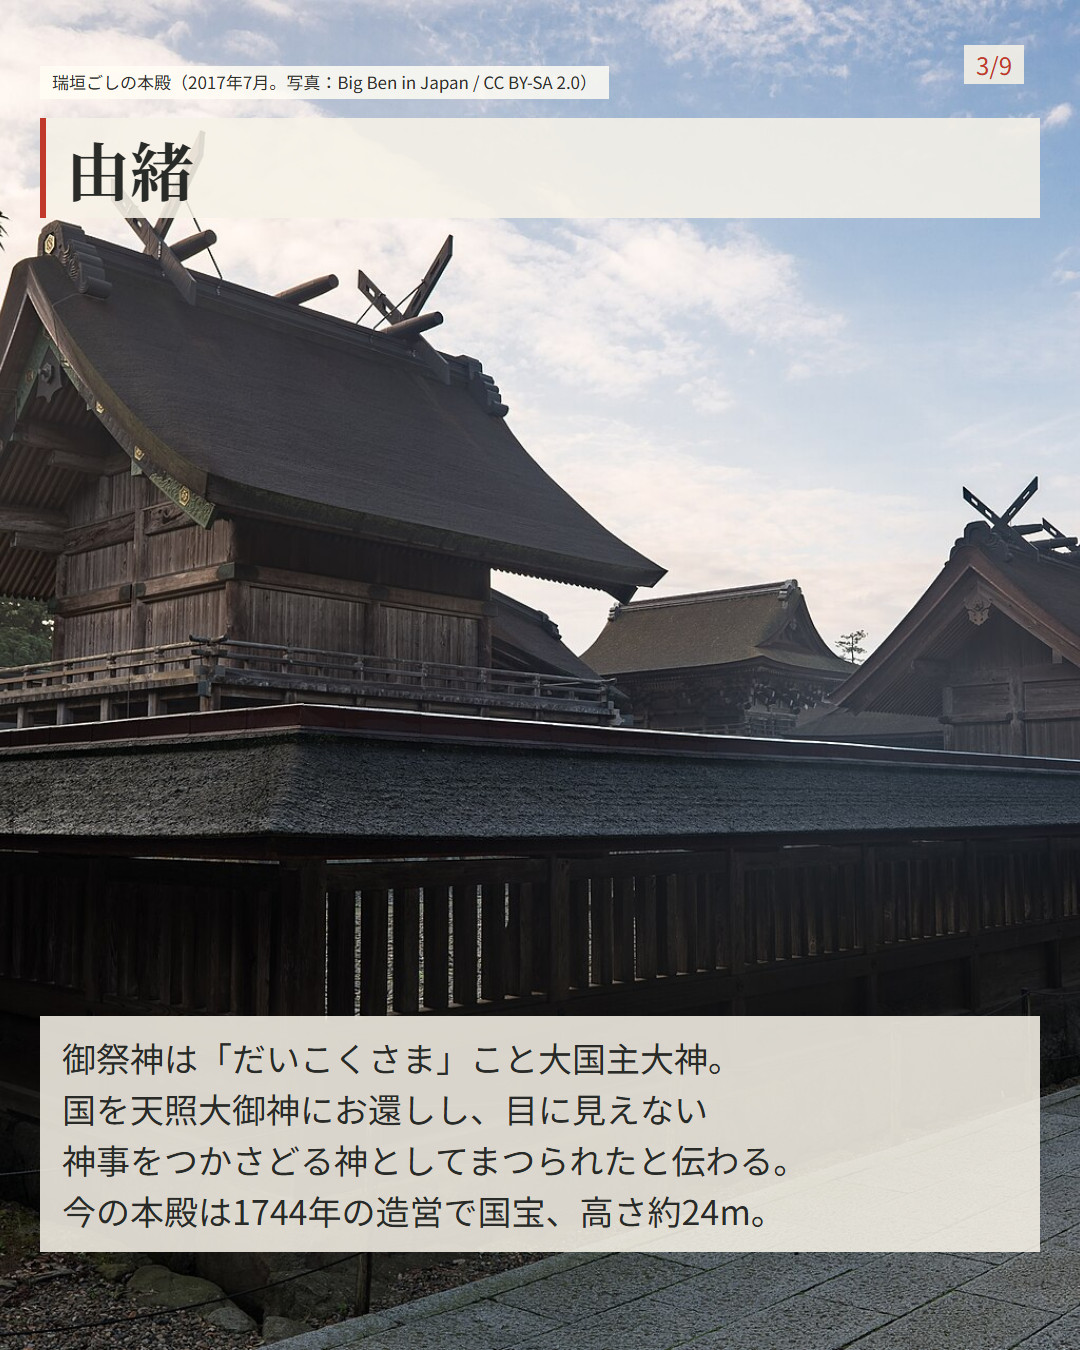 瑞垣ごしの本殿（2017年7月。写真：Big Ben in Japan / CC BY-SA 2.0）
3/9
由緒
御祭神は「だいこくさま」こと大国主大神。
国を天照大御神にお還しし、目に見えない
神事をつかさどる神としてまつられたと伝わる。
今の本殿は1744年の造営で国宝、高さ約24m。